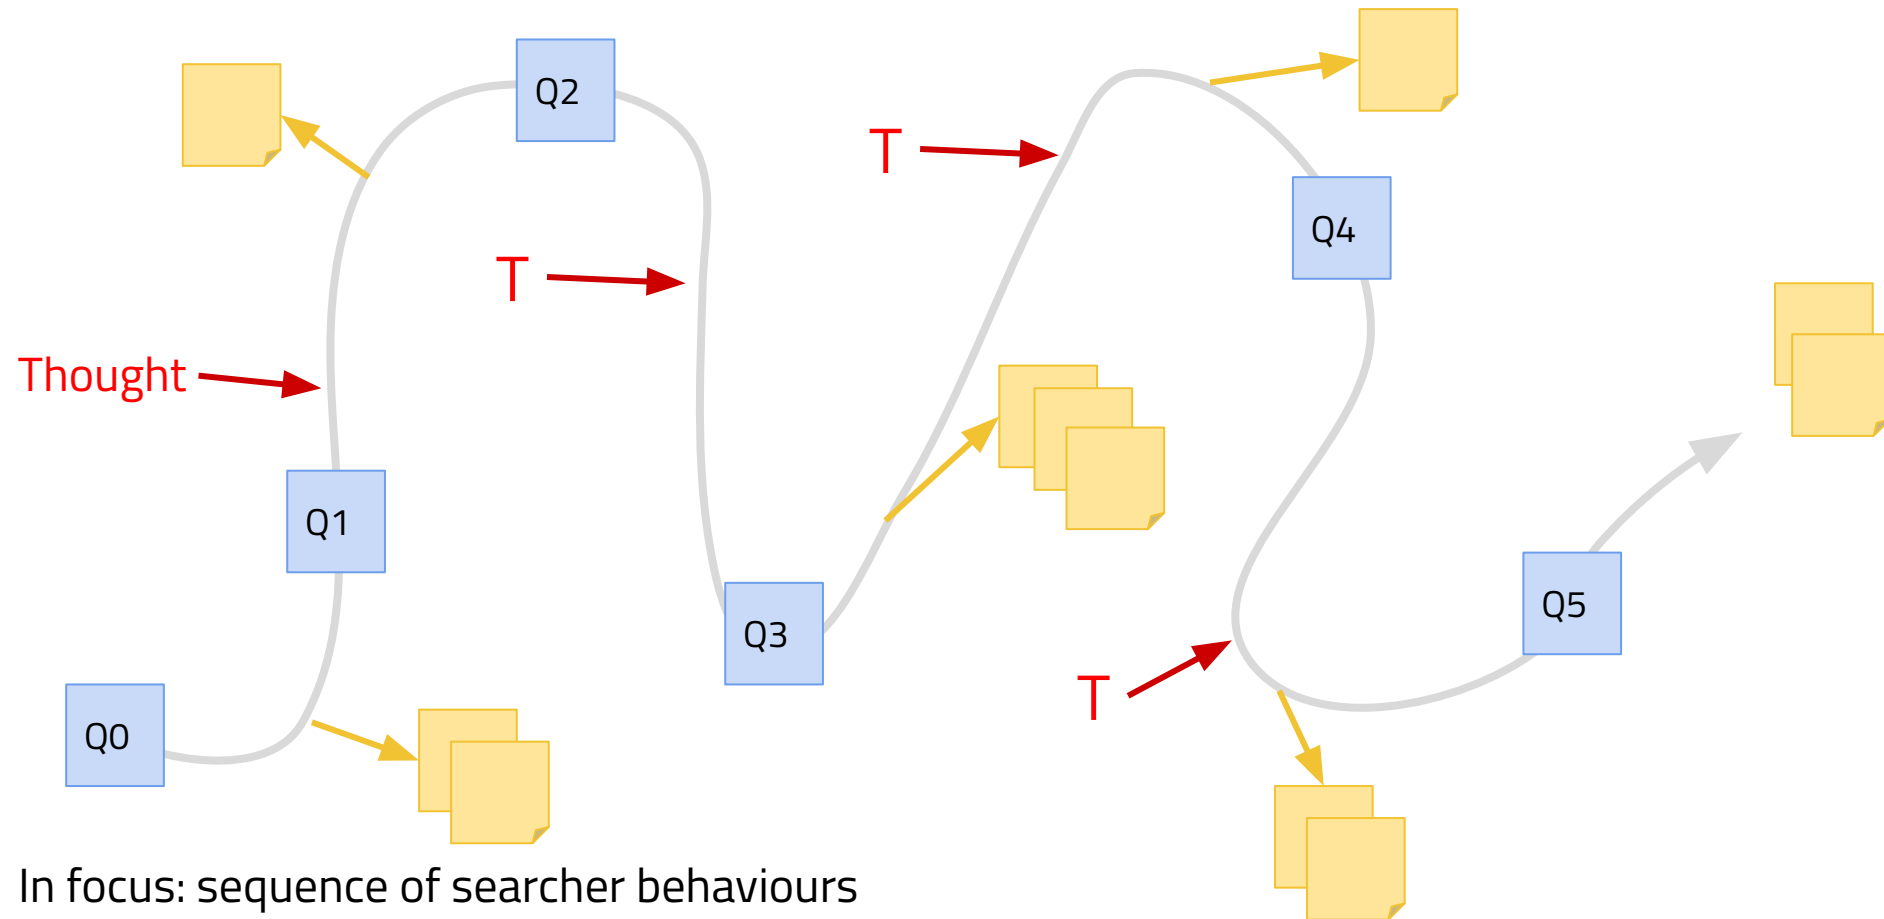 Q2
T
Q4
T
Thought
Q1
Q5
Q3
T
Q0
In focus: sequence of searcher behaviours